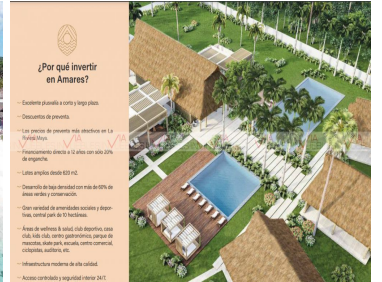 ¿Por qué invertir
en Amares?
Excelente plusvalía a corto y largo plazo.
Descuentos de preventa.
Los precios de preventa más atractivos en La
Riviera Maya.
Financiamiento directo a 12 años con sólo 20%
de enganche.
Lotes amplios desde 620 m2.
Desarrollo de baja densidad con más de 60% de
áreas verdes y conservación.
Gran variedad de amenidades sociales y depor-
tivas, central park de 10 hectáreas.
Áreas de wellness & salud, club deportivo, casa
club, kids club, centro gastronómico, parque de
mascotas, skate park, escuela, centro comercial,
ciclopistas, auditorio, etc.
Infraestructura moderna de alta calidad.
Acceso controlado y seguridad interior 24/7.